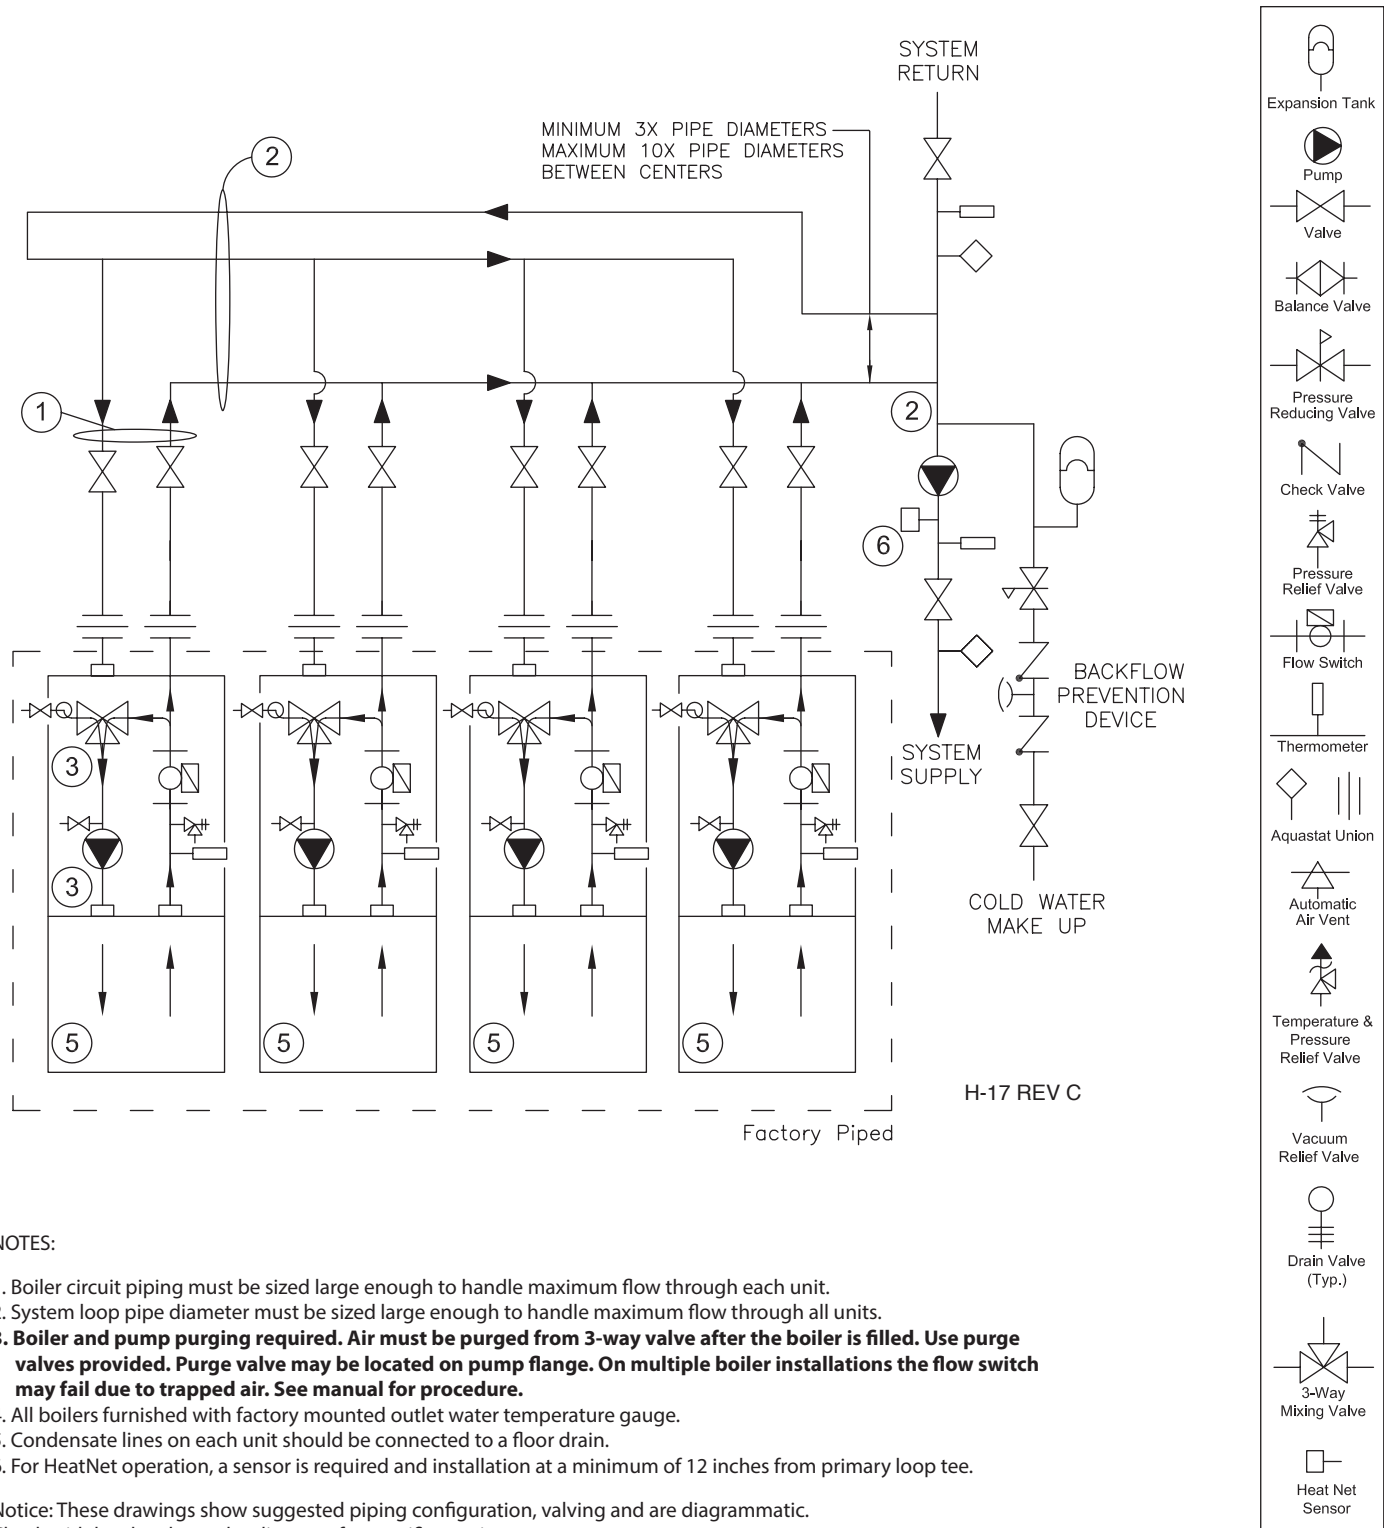 SYSTEM
RETURN
MINIMUM 3X PIPE DIAMETERS
MAXIMUM 10X PIPE DIAMETERS
BETWEEN CENTERS
2
1
2
6
BACKFLOW
PREVENTION
DEVICE
SYSTEM
SUPPLY
3
3
COLD WATER
MAKE UP
5
5
5
5
H-17 REV C
Factory Piped
Expansion Tank
Pump
Valve
Balance Valve
Pressure
Reducing Valve
Check Valve
Pressure
Relief Valve
Flow Switch
Thermometer
Aquastat Union
Automatic
Air Vent
Temperature &
Pressure
Relief Valve
Vacuum
Relief Valve
Drain Valve
(Typ.)
3-Way
Mixing Valve
Heat Net
Sensor
NOTES:
. Boiler circuit piping must be sized large enough to handle maximum flow through each unit.
2. System loop pipe diameter must be sized large enough to handle maximum flow through all units.
3. Boiler and pump purging required. Air must be purged from 3-way valve after the boiler is filled. Use purge
valves provided. Purge valve may be located on pump flange. On multiple boiler installations the flow switch
may fail due to trapped air. See manual for procedure.
. All boilers furnished with factory mounted outlet water temperature gauge.
5. Condensate lines on each unit should be connected to a floor drain.
6. For HeatNet operation, a sensor is required and installation at a minimum of 12 inches from primary loop tee.
Notice: These drawings show suggested piping configuration, valving and are diagrammatic.